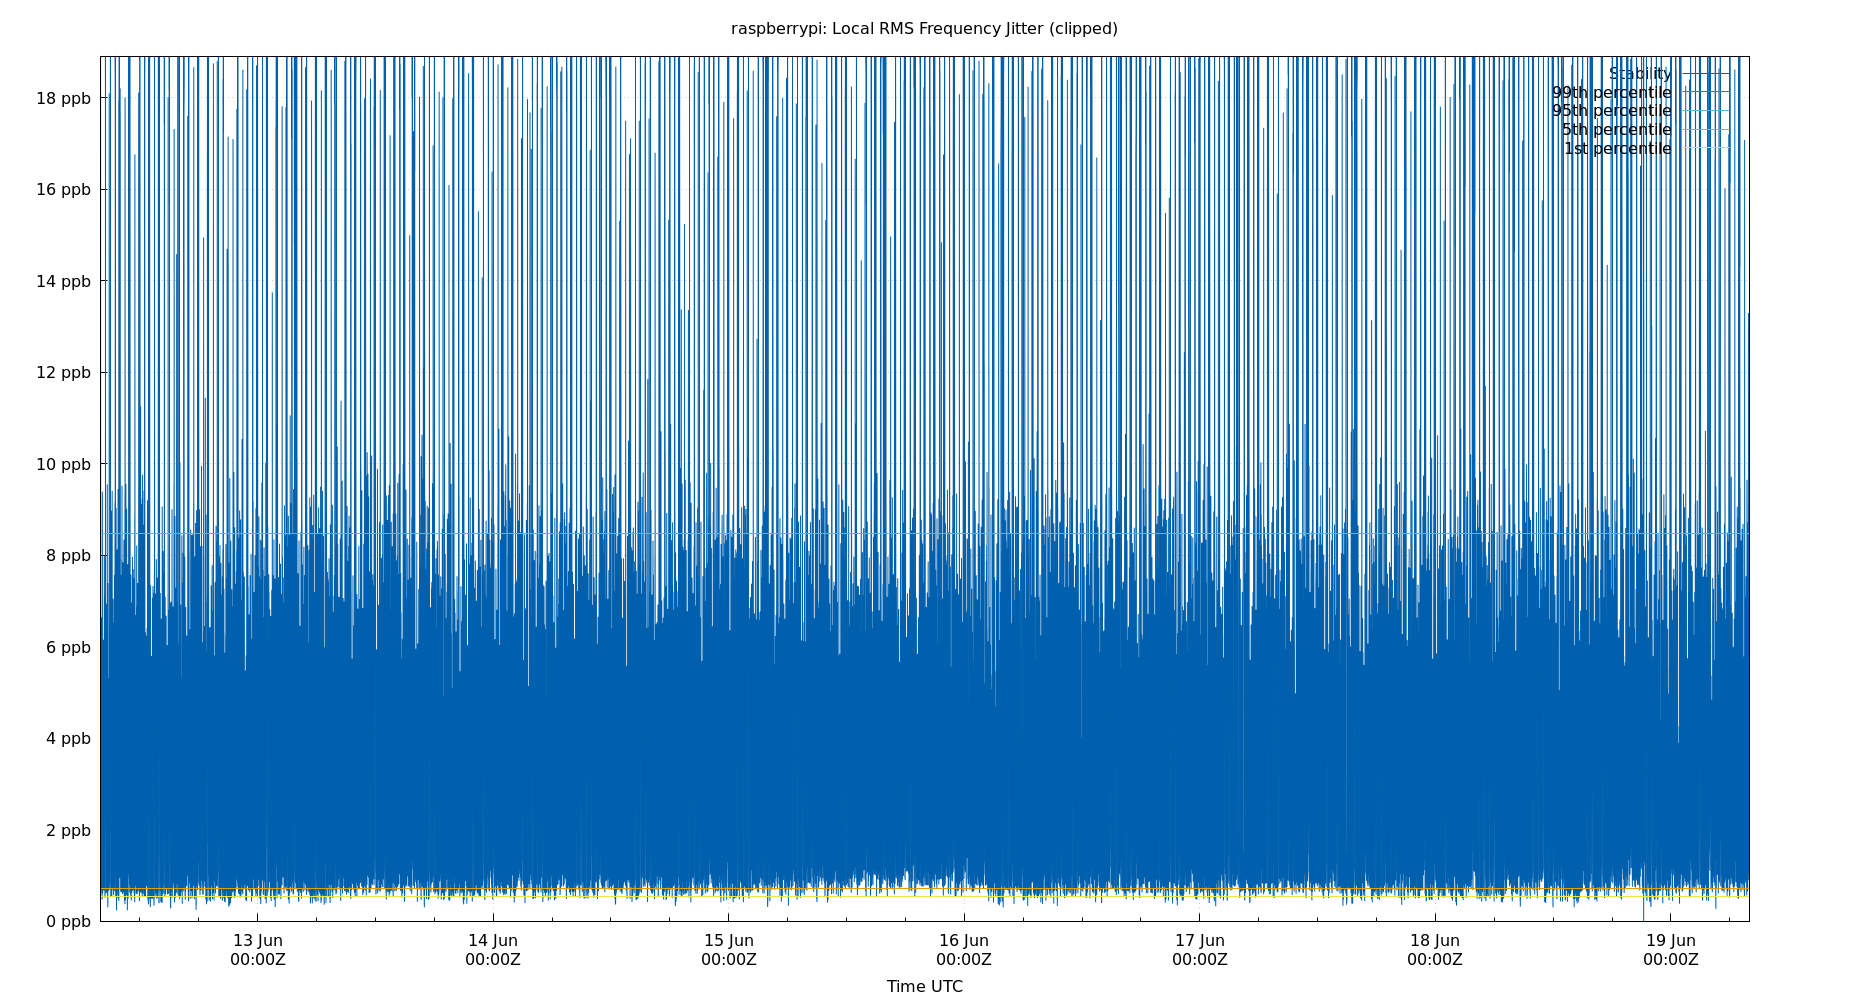 raspberrypi: Local RMS Frequency Jitter (clipped)
Stability
99th percentile
95th percentile
5th percentile
1st percentile
18 ppb
16 ppb
14 ppb
12 ppb
10 ppb
8 ppb
6 ppb
4 ppb
2 ppb
0 ppb
13 Jun 14 Jun 15 Jun 16 Jun 17 Jun 18 Jun 19 Jun
00:00Z 00:00Z 00:00Z 00:00Z 00:00Z 00:00Z 00:00Z
Time UTC